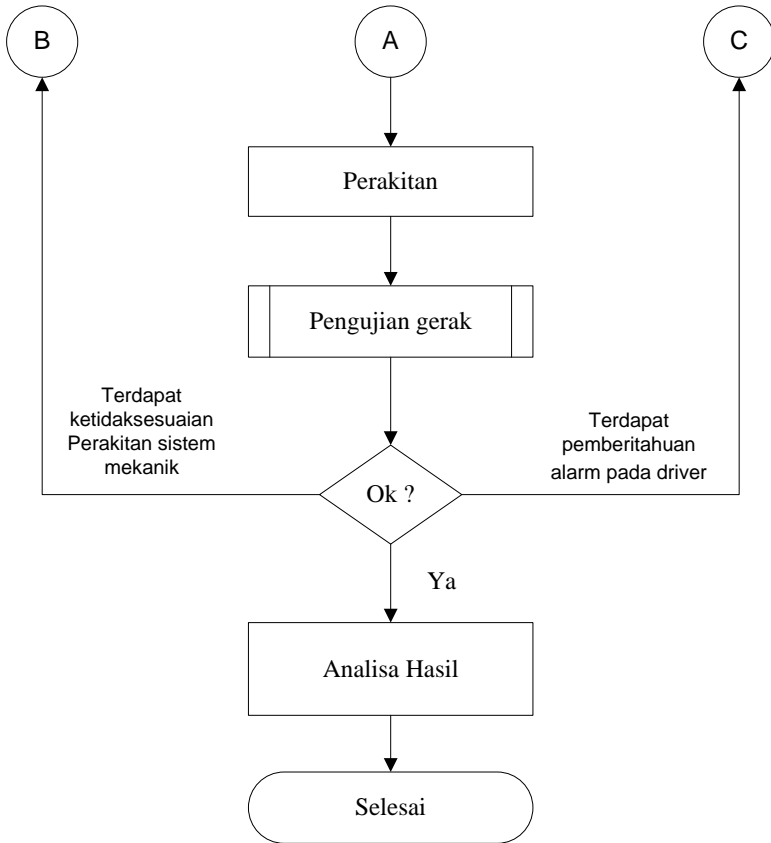 B
A
C
Perakitan
Pengujian gerak
Terdapat
ketidaksesuaian
Perakitan sistem
mekanik
Terdapat
pemberitahuan
alarm pada driver
Ok ?
Ya
Analisa Hasil
Selesai